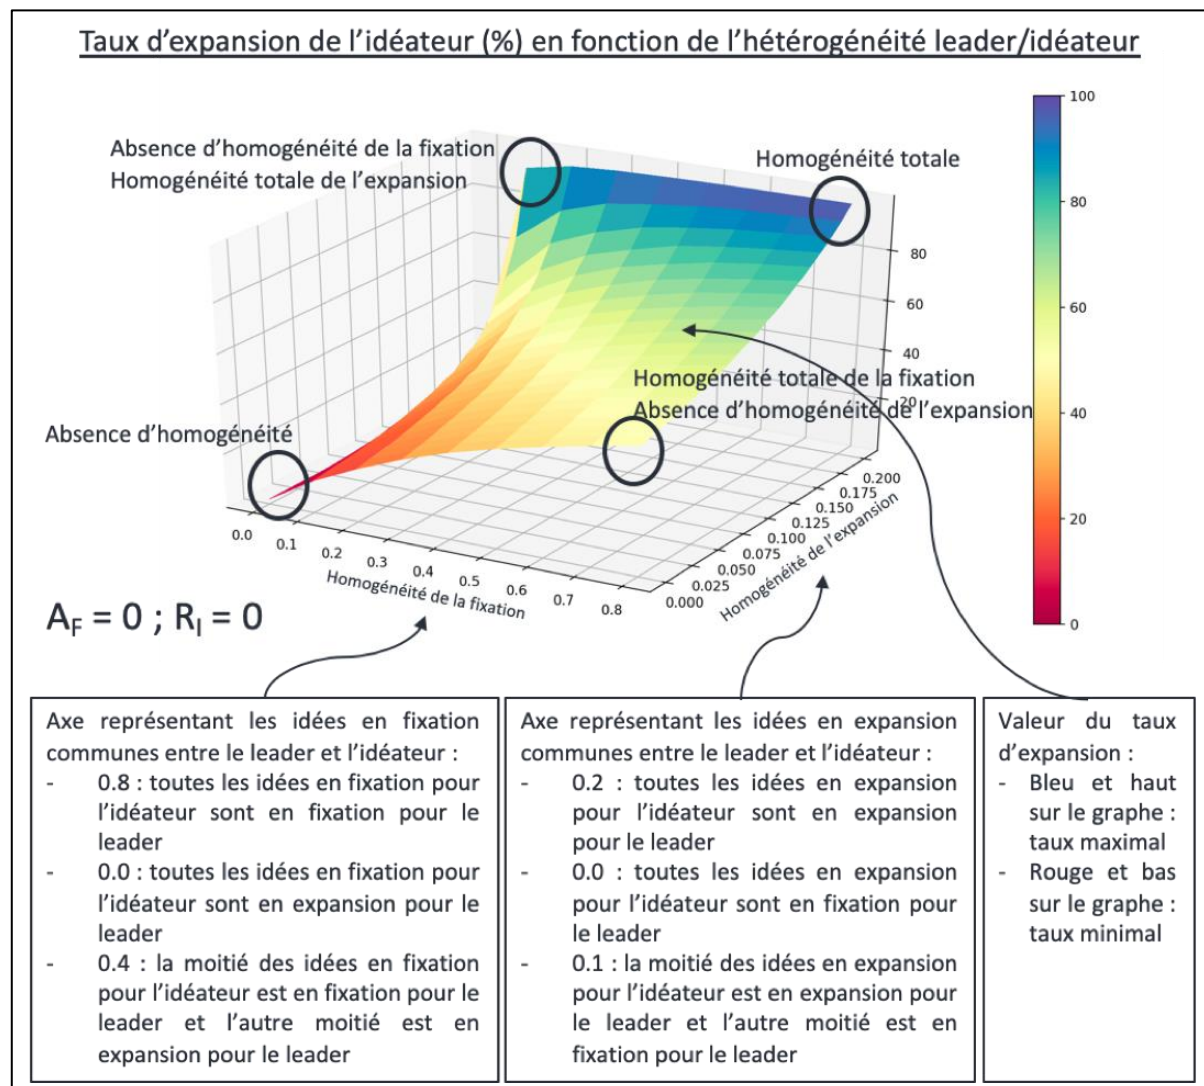 Taux d'expansion de l'idéateur (%) en fonction de l'hétérogénéité leader/idéateur
Absence d'homogénéité de la fixation
Homogénéité totale de l'expansion
Homogénéité totale
100
80
60
40
20
0
80
60
40
20
Homogénéité totale de la fixation
Absence d'homogénéité de l'expansion
Absence d'homogénéité
0.0
0.1
0.2
0.3
0.4
0.5
0.6
0.7
0.8
Homogénéité de la fixation
0.000
0.025
0.050
0.075
0.100
0.125
0.150
0.175
0.200
Homogénéité de l'expansion
A_F = 0 ; R_I = 0
Axe représentant les idées en fixation
communes entre le leader et l'idéateur :
- 0.8 : toutes les idées en fixation pour
l'idéateur sont en fixation pour le
leader
- 0.0 : toutes les idées en fixation pour
l'idéateur sont en expansion pour le
leader
- 0.4 : la moitié des idées en fixation
pour l'idéateur est en fixation pour le
leader et l'autre moitié est en
expansion pour le leader
Axe représentant les idées en expansion
communes entre le leader et l'idéateur :
- 0.2 : toutes les idées en expansion
pour l'idéateur sont en expansion
pour le leader
- 0.0 : toutes les idées en expansion
pour l'idéateur sont en fixation pour
le leader
- 0.1 : la moitié des idées en expansion
pour l'idéateur est en expansion pour
le leader et l'autre moitié est en
fixation pour le leader
Valeur du taux
d'expansion :
- Bleu et haut
sur le graphe :
taux maximal
- Rouge et bas
sur le graphe :
taux minimal